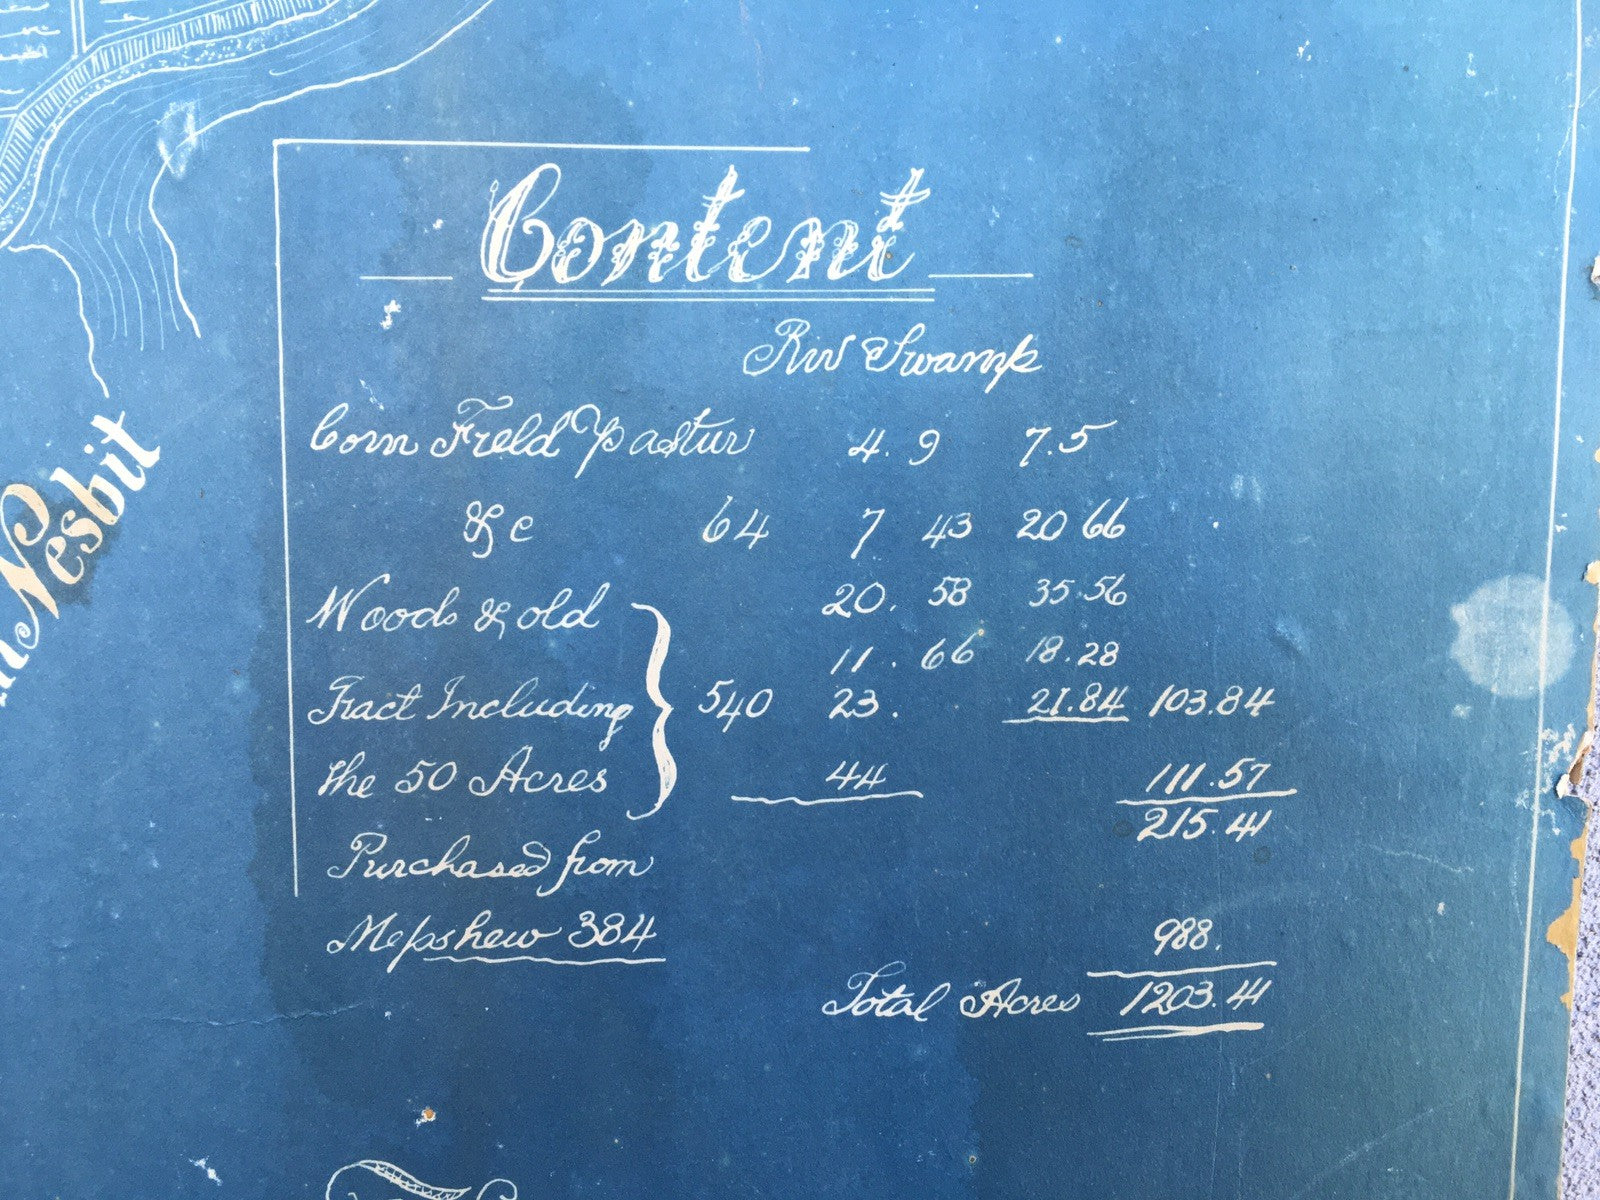 Content
Riv Swamp
Corn Field Pastur 4. 9 7.5
& c 64 7 43 20 66
Woods & old 20. 58 35.56
11. 66 18.28
Tract Including 540 23. 21.84 103.84
the 50 Acres 44 111.57
215.41
Purchased from
Mepshew 384 988.
Total Acres 1203.41
Nesbit